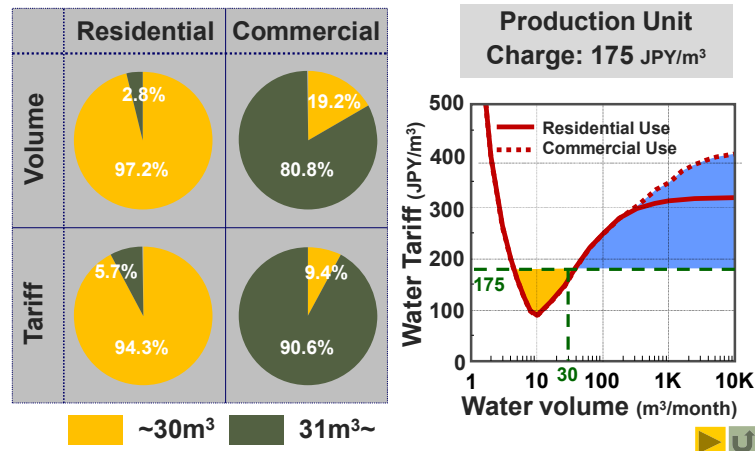 Residential Commercial
Volume
2.8%
97.2%
19.2%
80.8%
Tariff
5.7%
94.3%
9.4%
90.6%
~30m³ 31m³~
Production Unit
Charge: 175 JPY/m³
Water Tariff (JPY/m³)
500
400
300
200
175
100
0
Residential Use
Commercial Use
30
1 10 100 1K 10K
Water volume (m³/month)